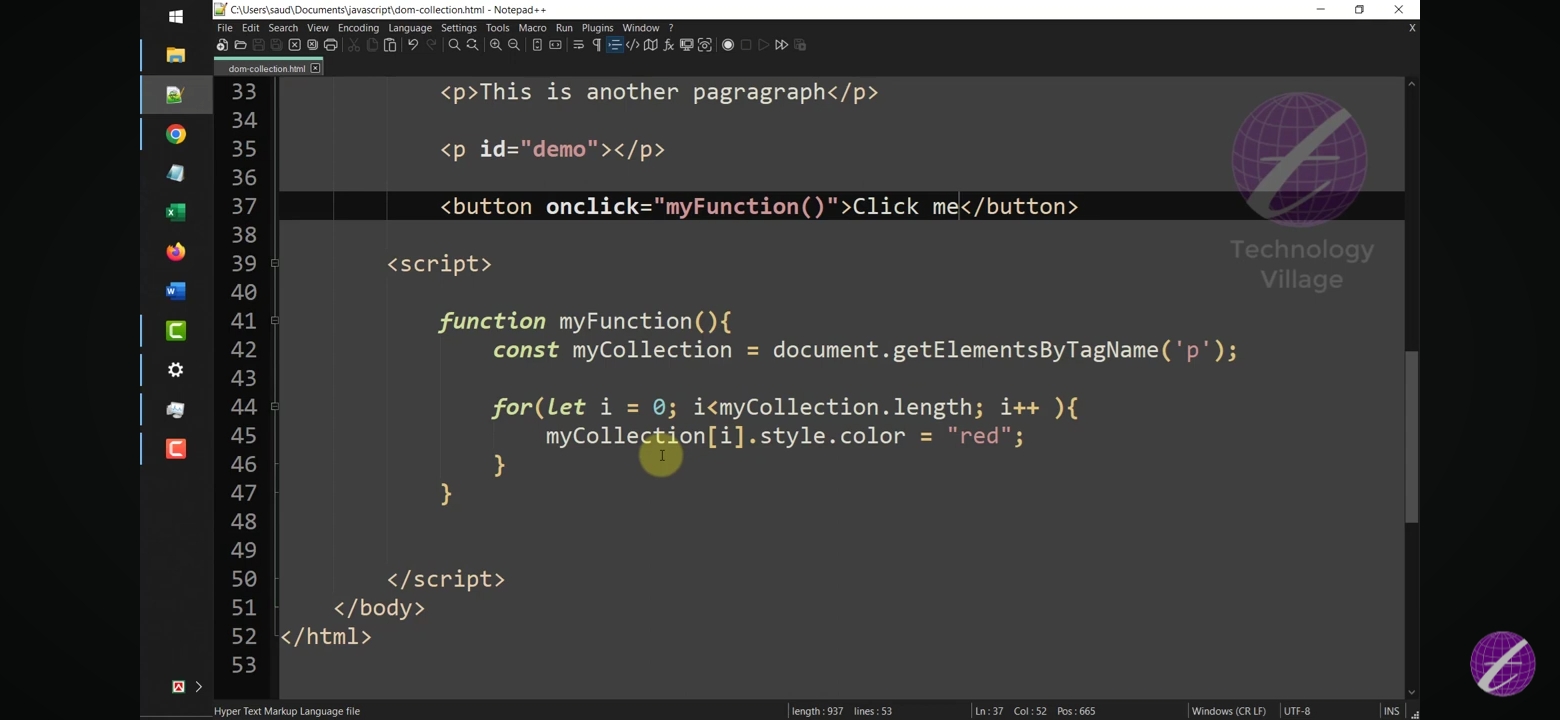 C:\Users\saud\Documents\javascript\dom-collection.html - Notepad++
File Edit Search View Encoding Language Settings Tools Macro Run Plugins Window ? X
dom-collection.html
33 <p>This is another pagragraph</p>
34
35 <p id="demo"></p>
36
37 <button onclick="myFunction()">Click me</button>
38
39 <script>
40
41 function myFunction(){
42 const myCollection = document.getElementsByTagName('p');
43
44 for(let i = 0; i<myCollection.length; i++ ){
45 myCollection[i].style.color = "red";
46 }
47 }
48
49
50 </script>
51 </body>
52 </html>
53
Technology
Village
Hyper Text Markup Language file length : 937 lines : 53 Ln : 37 Col : 52 Pos : 665 Windows (CR LF) UTF-8 INS